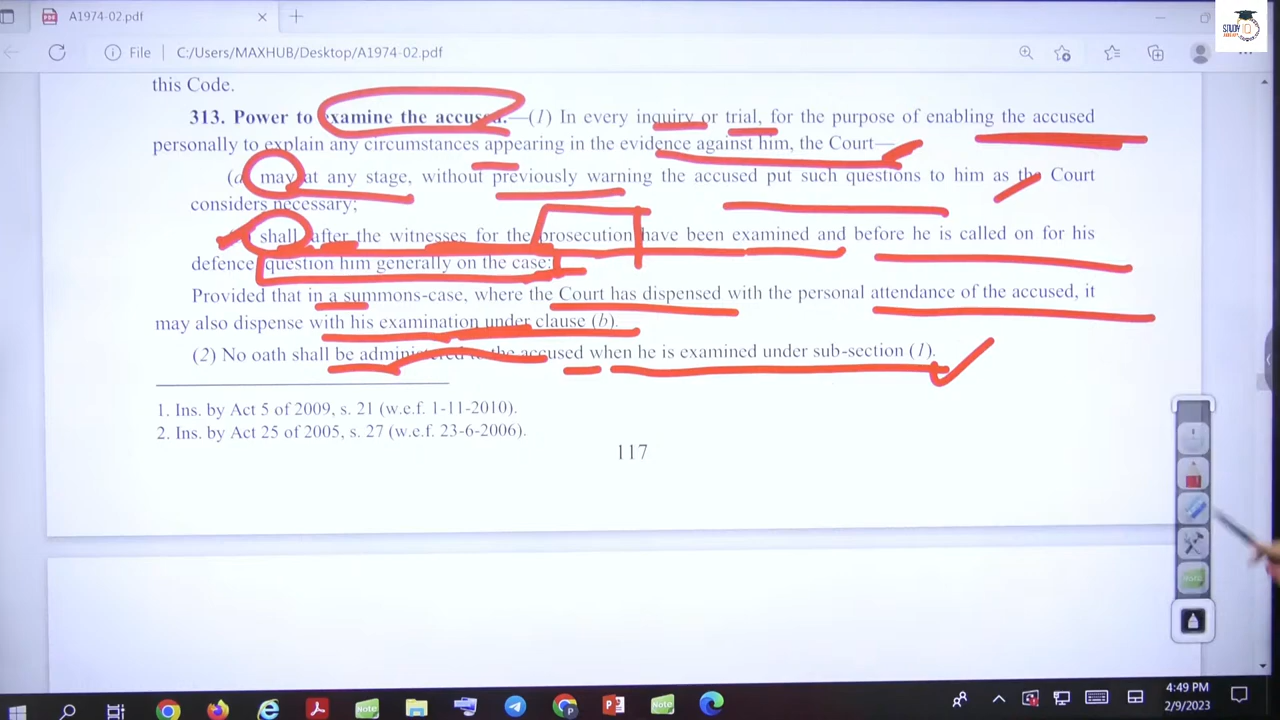 A1974-02.pdf
File
C:/Users/MAXHUB/Desktop/A1974-02.pdf
STUDY IQ
this Code.
313. Power to examine the accused.—(1) In every inquiry or trial, for the purpose of enabling the accused
personally to explain any circumstances appearing in the evidence against him, the Court—
(a) may at any stage, without previously warning the accused put such questions to him as the Court
considers necessary;
shall after the witnesses for the prosecution have been examined and before he is called on for his
defence question him generally on the case:
Provided that in a summons-case, where the Court has dispensed with the personal attendance of the accused, it
may also dispense with his examination under clause (b).
(2) No oath shall be administered to the accused when he is examined under sub-section (1).
1. Ins. by Act 5 of 2009, s. 21 (w.e.f. 1-11-2010).
2. Ins. by Act 25 of 2005, s. 27 (w.e.f. 23-6-2006).
117
Note
Note
4:49 PM
2/9/2023